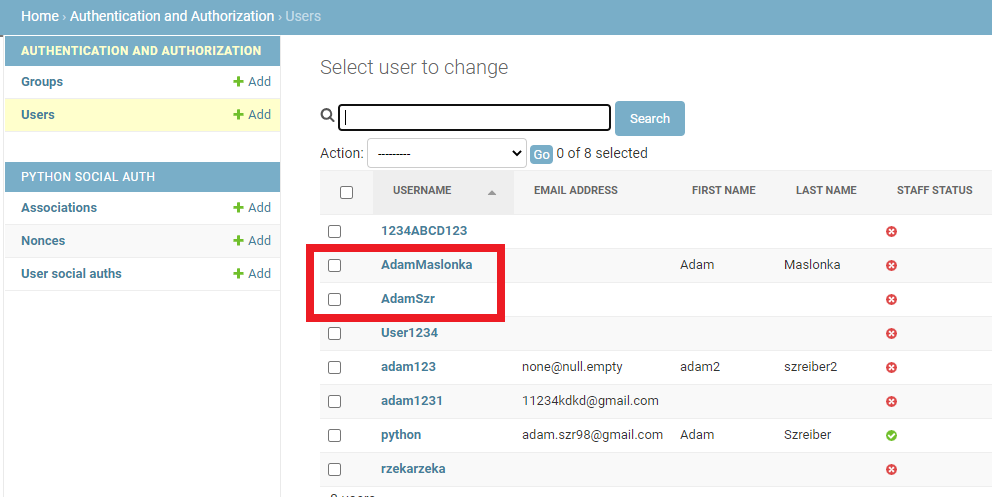 Home › Authentication and Authorization › Users
AUTHENTICATION AND AUTHORIZATION
Groups + Add
Users + Add
PYTHON SOCIAL AUTH
Associations + Add
Nonces + Add
User social auths + Add
Select user to change
Search
Action: --------- Go 0 of 8 selected
USERNAME EMAIL ADDRESS FIRST NAME LAST NAME STAFF STATUS
1234ABCD123
AdamMaslonka Adam Maslonka
AdamSzr
User1234
adam123 none@null.empty adam2 szreiber2
adam1231 11234kdkd@gmail.com
python adam.szr98@gmail.com Adam Szreiber
rzekarzeka